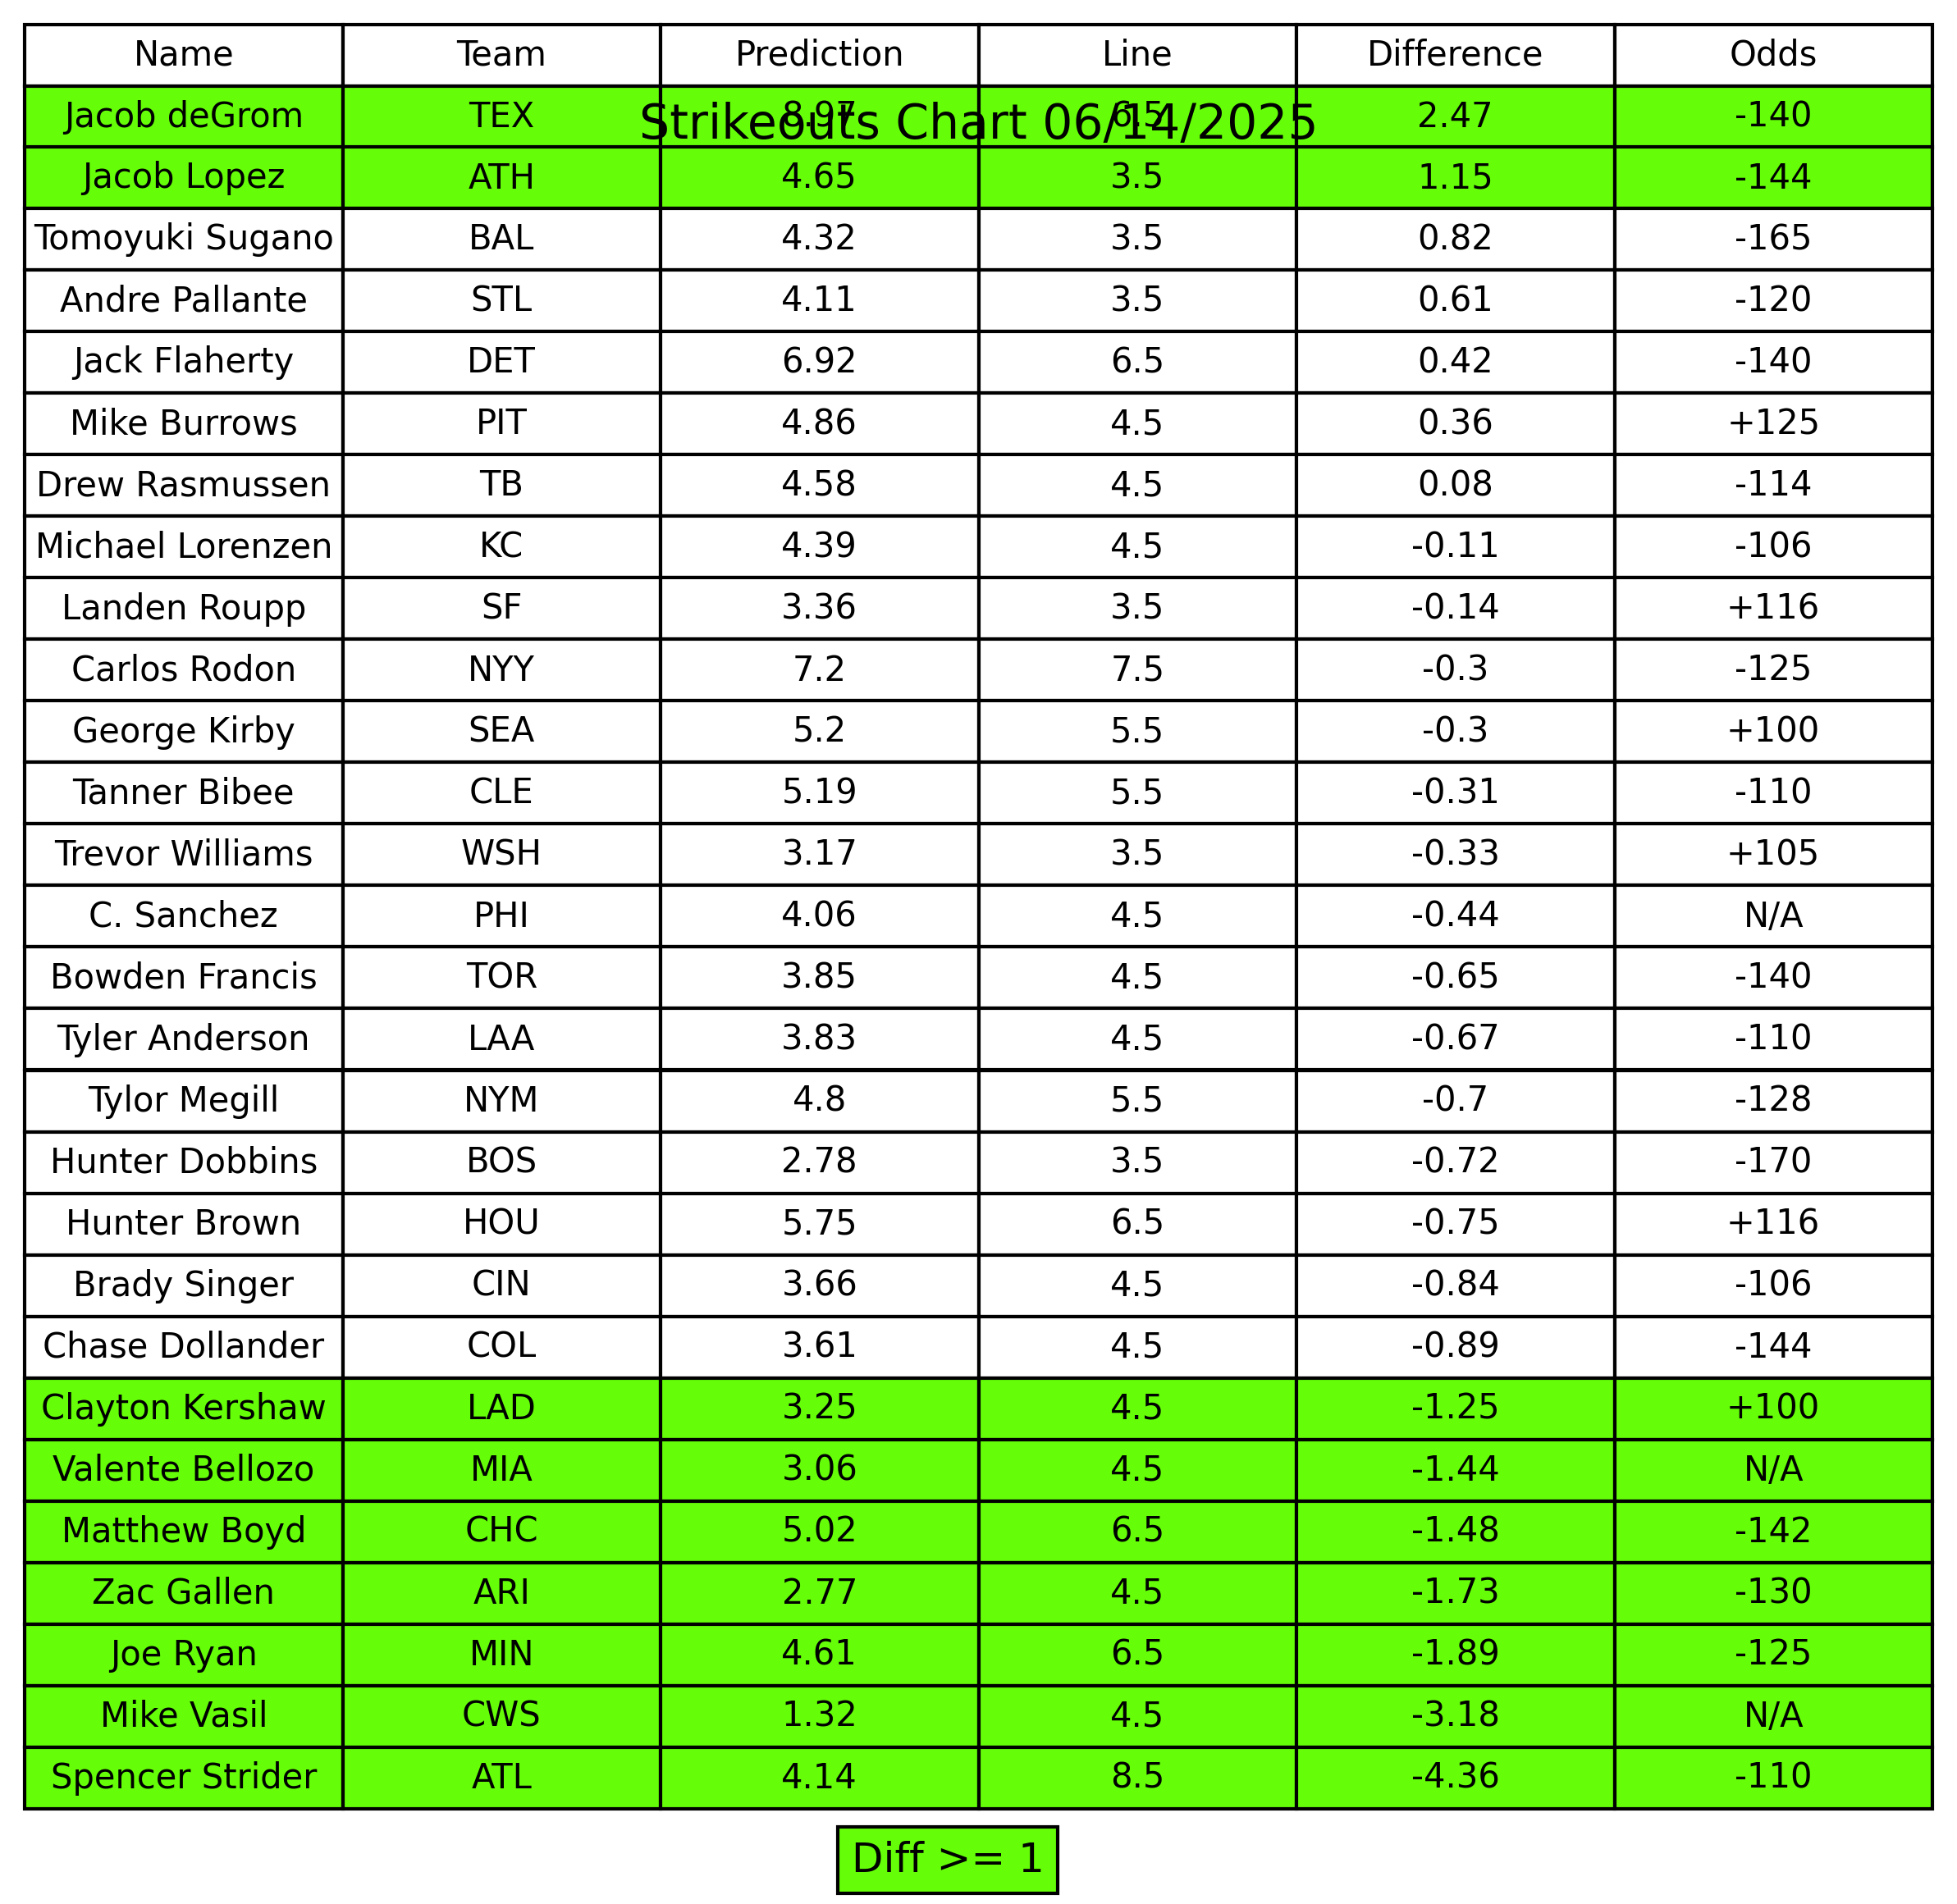 Name Team Prediction Line Difference Odds
Strikeouts Chart 06/14/2025
Jacob deGrom TEX 8.97 6.5 2.47 -140
Jacob Lopez ATH 4.65 3.5 1.15 -144
Tomoyuki Sugano BAL 4.32 3.5 0.82 -165
Andre Pallante STL 4.11 3.5 0.61 -120
Jack Flaherty DET 6.92 6.5 0.42 -140
Mike Burrows PIT 4.86 4.5 0.36 +125
Drew Rasmussen TB 4.58 4.5 0.08 -114
Michael Lorenzen KC 4.39 4.5 -0.11 -106
Landen Roupp SF 3.36 3.5 -0.14 +116
Carlos Rodon NYY 7.2 7.5 -0.3 -125
George Kirby SEA 5.2 5.5 -0.3 +100
Tanner Bibee CLE 5.19 5.5 -0.31 -110
Trevor Williams WSH 3.17 3.5 -0.33 +105
C. Sanchez PHI 4.06 4.5 -0.44 N/A
Bowden Francis TOR 3.85 4.5 -0.65 -140
Tyler Anderson LAA 3.83 4.5 -0.67 -110
Tylor Megill NYM 4.8 5.5 -0.7 -128
Hunter Dobbins BOS 2.78 3.5 -0.72 -170
Hunter Brown HOU 5.75 6.5 -0.75 +116
Brady Singer CIN 3.66 4.5 -0.84 -106
Chase Dollander COL 3.61 4.5 -0.89 -144
Clayton Kershaw LAD 3.25 4.5 -1.25 +100
Valente Bellozo MIA 3.06 4.5 -1.44 N/A
Matthew Boyd CHC 5.02 6.5 -1.48 -142
Zac Gallen ARI 2.77 4.5 -1.73 -130
Joe Ryan MIN 4.61 6.5 -1.89 -125
Mike Vasil CWS 1.32 4.5 -3.18 N/A
Spencer Strider ATL 4.14 8.5 -4.36 -110
Diff >= 1